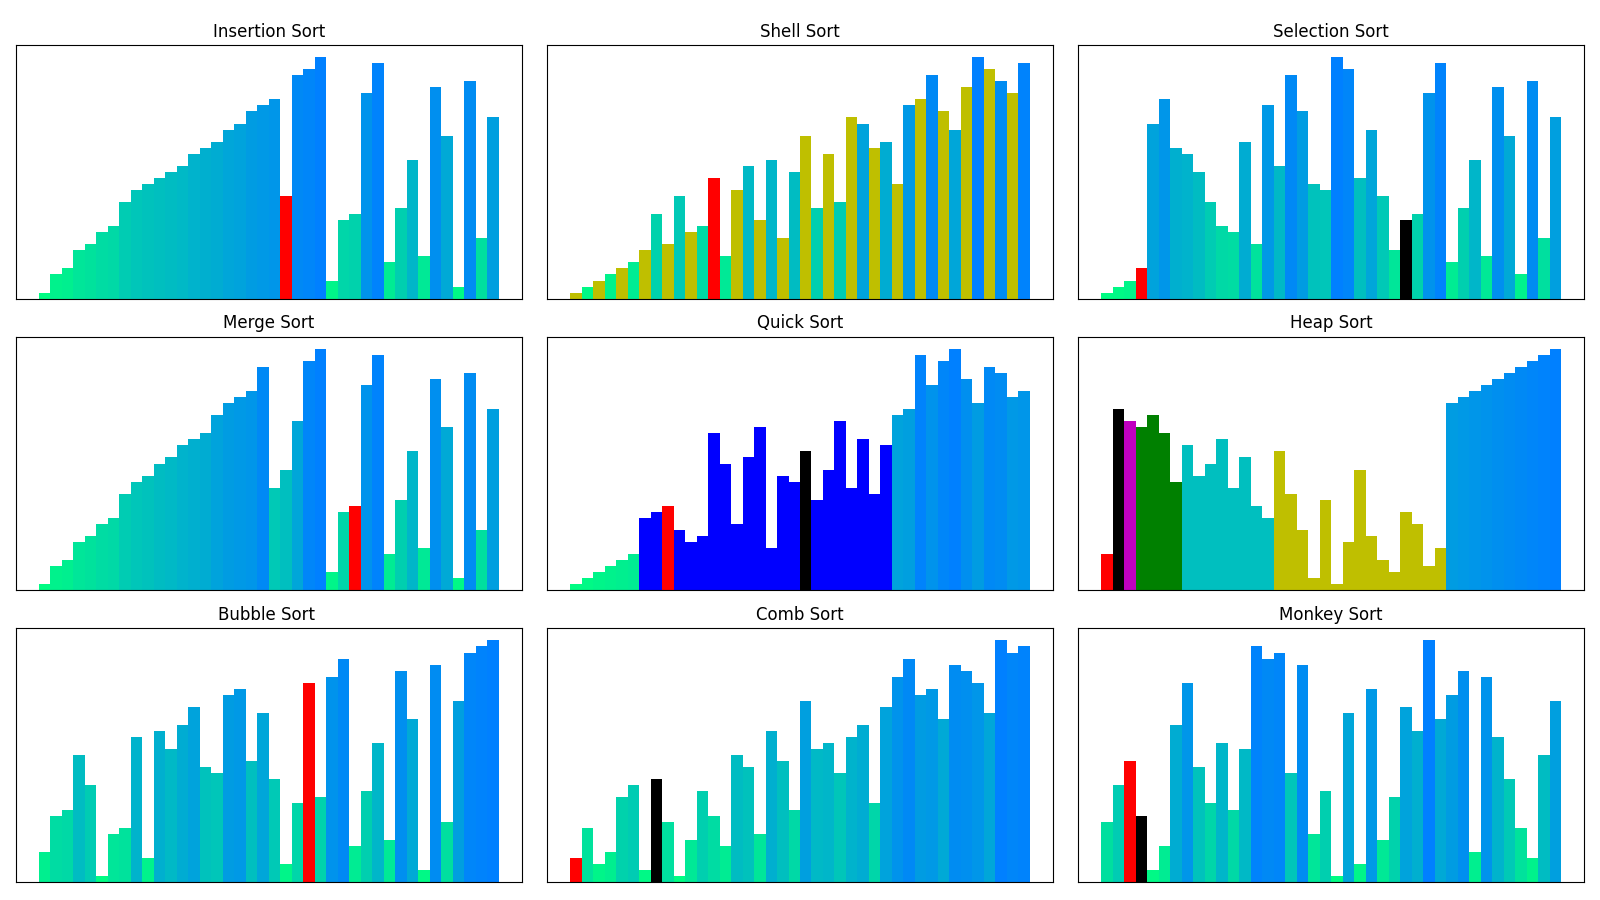 Insertion Sort
Shell Sort
Selection Sort
Merge Sort
Quick Sort
Heap Sort
Bubble Sort
Comb Sort
Monkey Sort